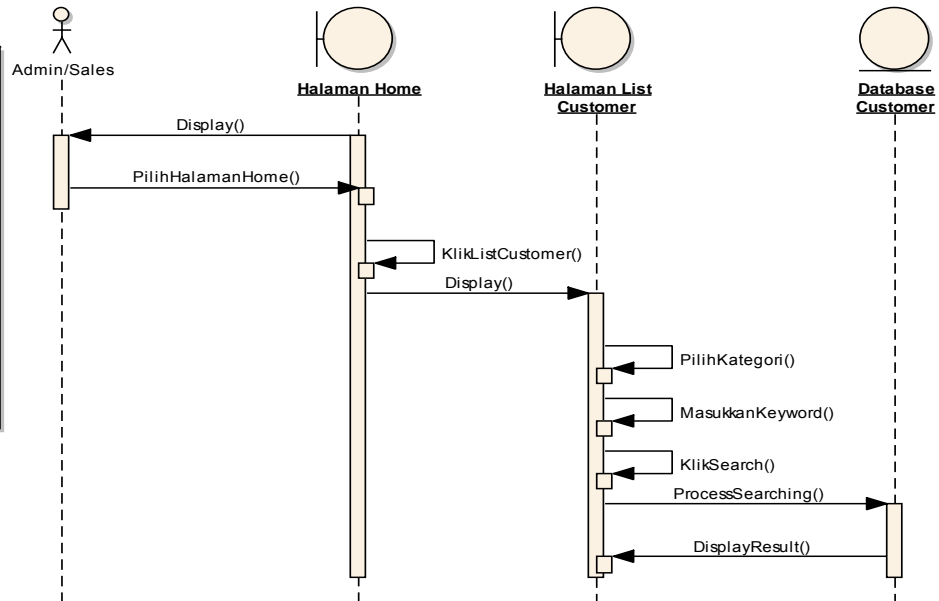 Admin/Sales
Halaman Home
Halaman List
Customer
Database
Customer
Display()
PilihHalamanHome()
KlikListCustomer()
Display()
PilihKategori()
MasukkanKeyword()
KlikSearch()
ProcessSearching()
DisplayResult()